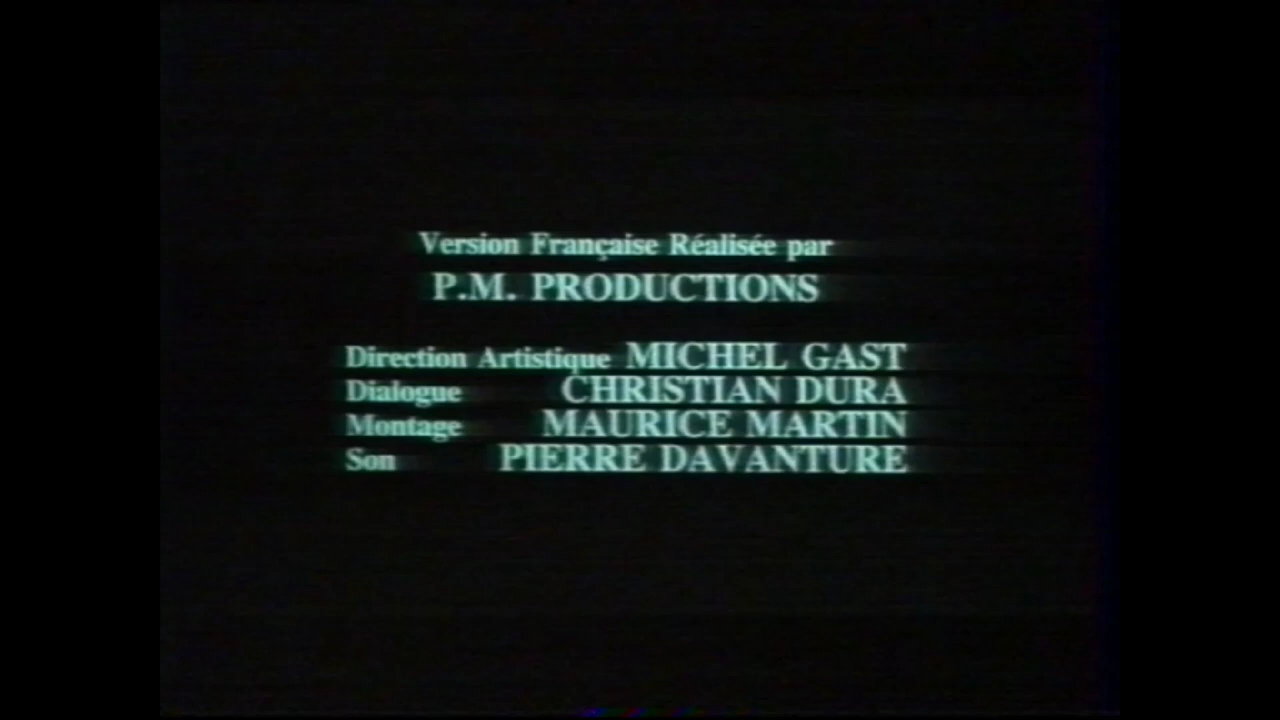 Version Française Réalisée par
P.M. PRODUCTIONS
Direction Artistique MICHEL GAST
Dialogue CHRISTIAN DURA
Montage MAURICE MARTIN
Son PIERRE DAVANTURE